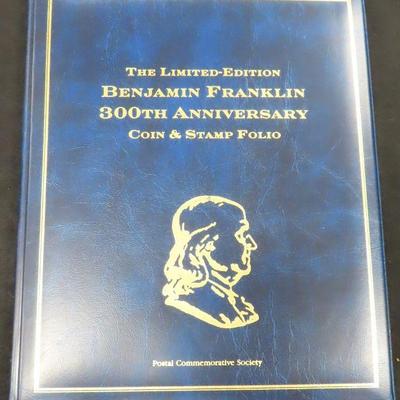 The Limited-Edition
Benjamin Franklin
300th Anniversary
Coin & Stamp Folio
Postal Commemorative Society